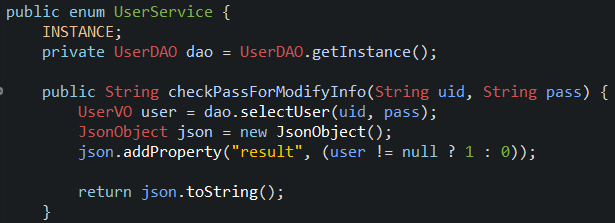 public enum UserService {
    INSTANCE;
    private UserDAO dao = UserDAO.getInstance();

    public String checkPassForModifyInfo(String uid, String pass) {
        UserVO user = dao.selectUser(uid, pass);
        JsonObject json = new JsonObject();
        json.addProperty("result", (user != null ? 1 : 0));

        return json.toString();
    }